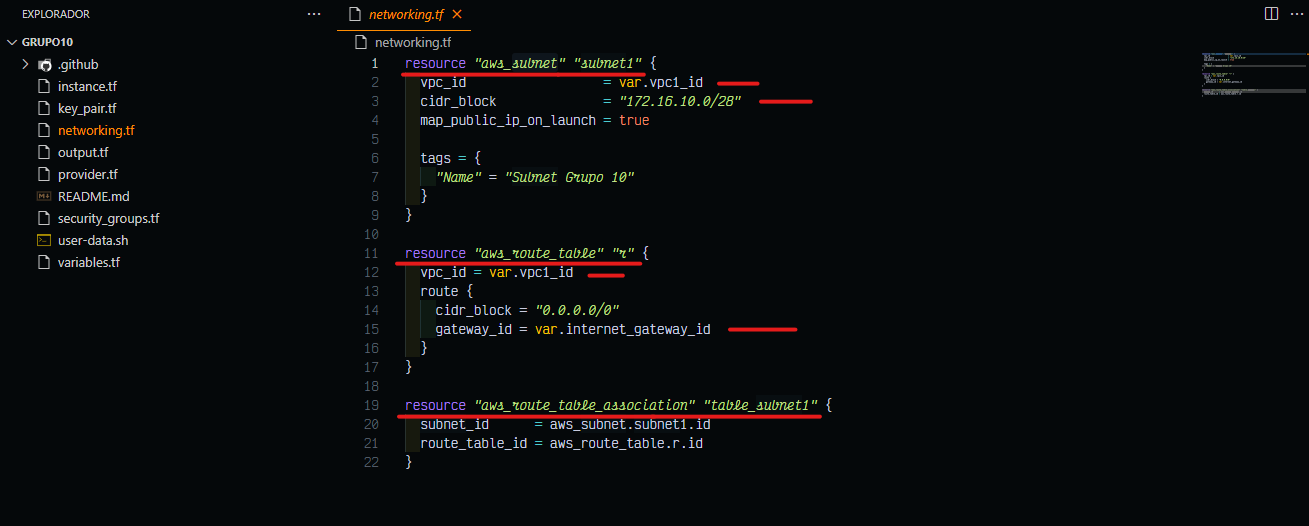 EXPLORADOR
GRUPO10
.github
instance.tf
key_pair.tf
networking.tf
output.tf
provider.tf
README.md
security_groups.tf
user-data.sh
variables.tf
networking.tf
networking.tf
1 resource "aws_subnet" "subnet1" {
2 vpc_id = var.vpc1_id
3 cidr_block = "172.16.10.0/28"
4 map_public_ip_on_launch = true
5
6 tags = {
7 "Name" = "Subnet Grupo 10"
8 }
9 }
10
11 resource "aws_route_table" "r" {
12 vpc_id = var.vpc1_id
13 route {
14 cidr_block = "0.0.0.0/0"
15 gateway_id = var.internet_gateway_id
16 }
17 }
18
19 resource "aws_route_table_association" "table_subnet1" {
20 subnet_id = aws_subnet.subnet1.id
21 route_table_id = aws_route_table.r.id
22 }